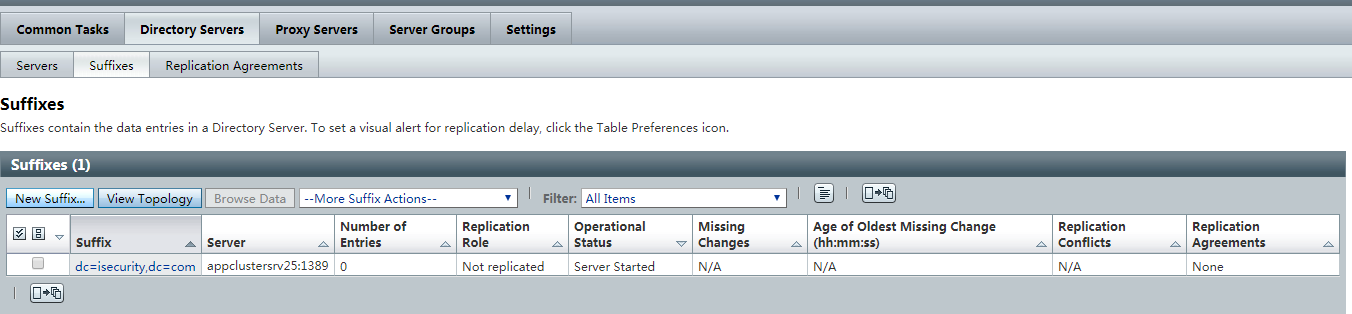 Common Tasks Directory Servers Proxy Servers Server Groups Settings
Servers Suffixes Replication Agreements
Suffixes
Suffixes contain the data entries in a Directory Server. To set a visual alert for replication delay, click the Table Preferences icon.
Suffixes (1)
New Suffix... View Topology Browse Data --More Suffix Actions-- Filter: All Items
Suffix Server Number of Entries Replication Role Operational Status Missing Changes Age of Oldest Missing Change (hh:mm:ss) Replication Conflicts Replication Agreements
dc=isecurity,dc=com appclustersrv25:1389 0 Not replicated Server Started N/A N/A N/A None